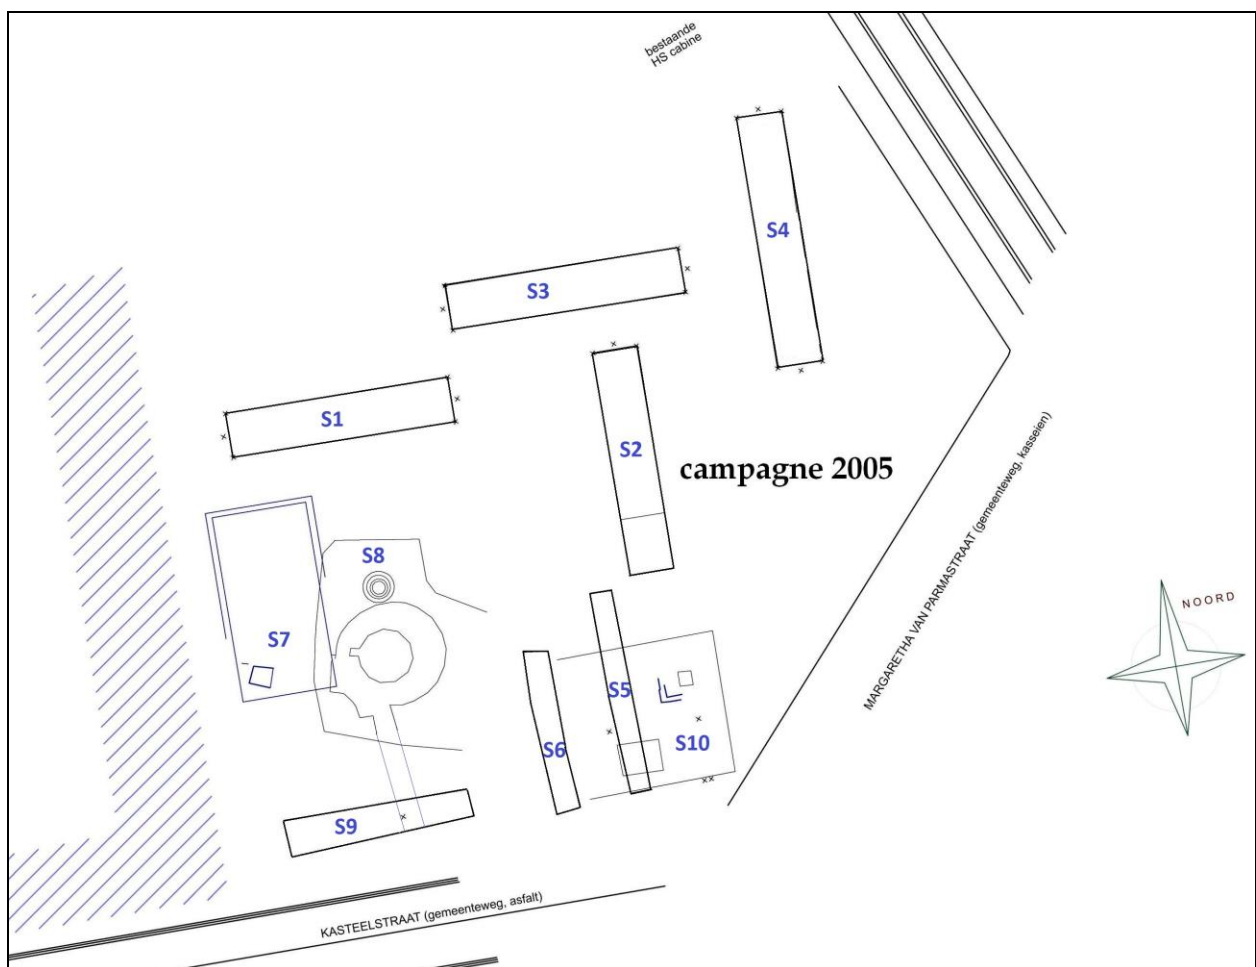 bestaande
HS cabine
S4
S3
S1
S2
campagne 2005
MARGARETHA VAN PARMASTRAAT (gemeenteweg, kasseien)
S8
NOORD
S7
S5
S6
S10
S9
KASTEELSTRAAT (gemeenteweg, asfalt)